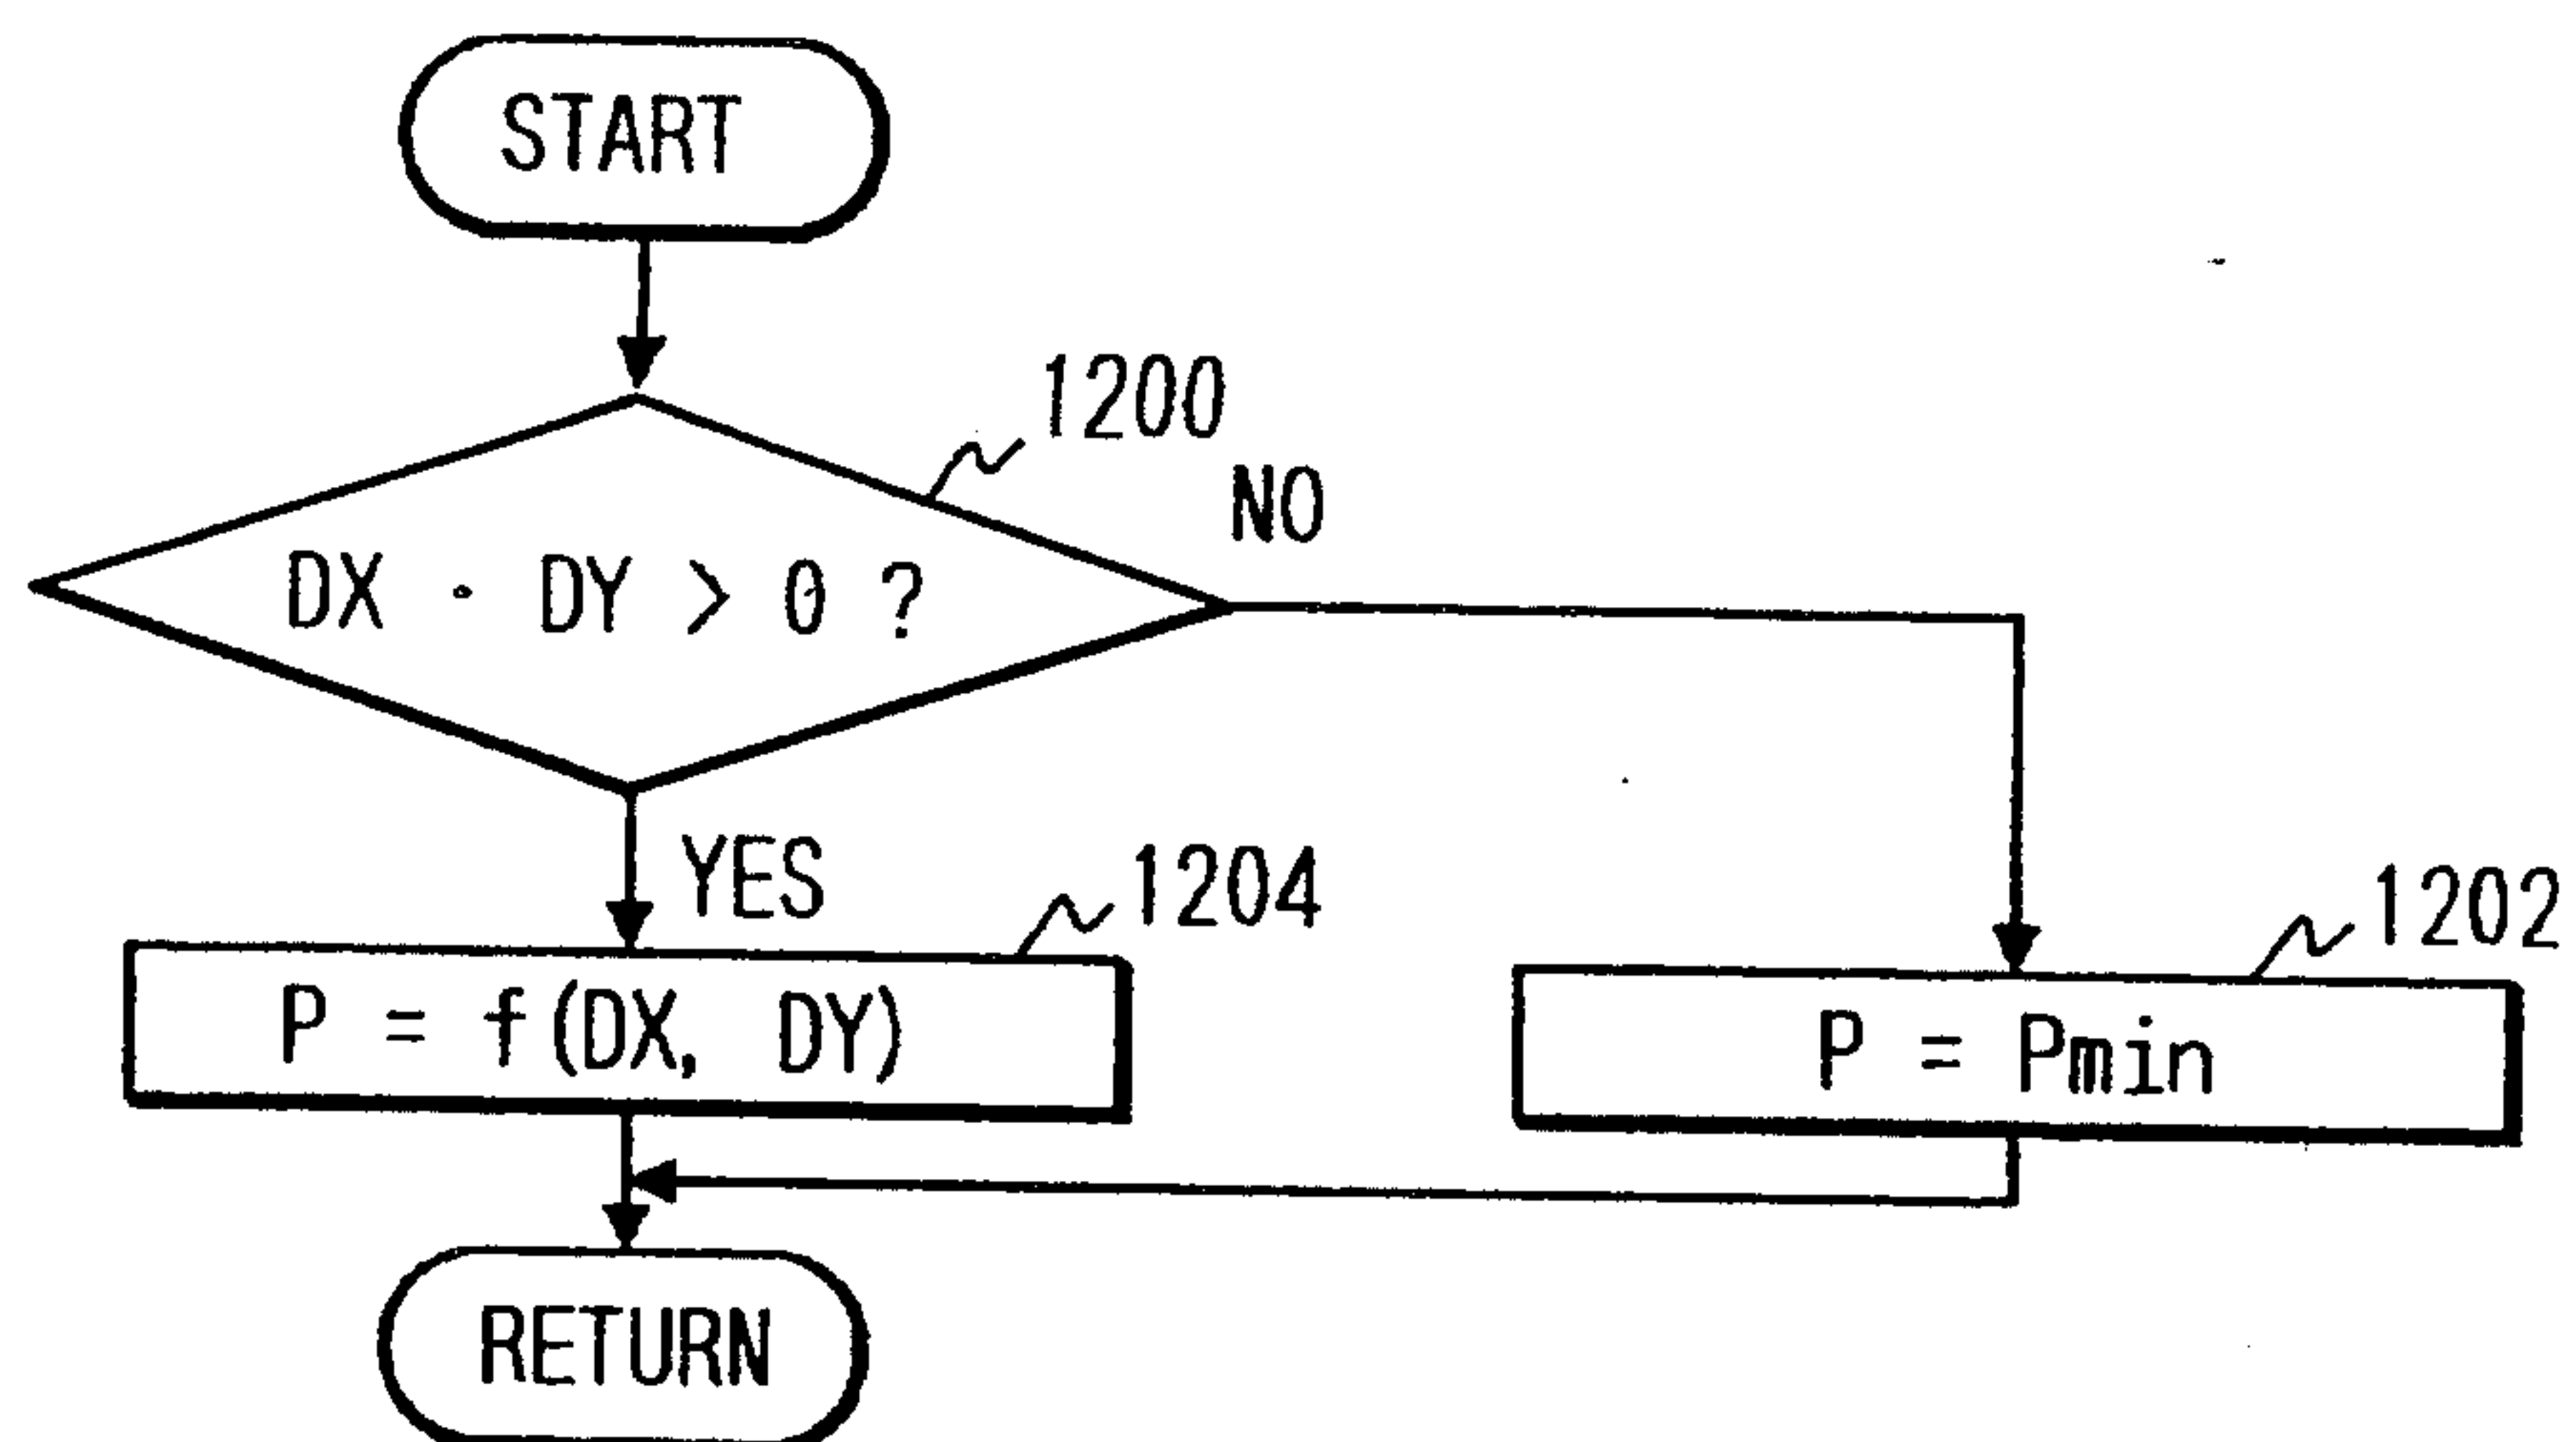 START
1200
NO
DX · DY > 0 ?
YES
1204
1202
P = f(DX, DY)
P = Pmin
RETURN